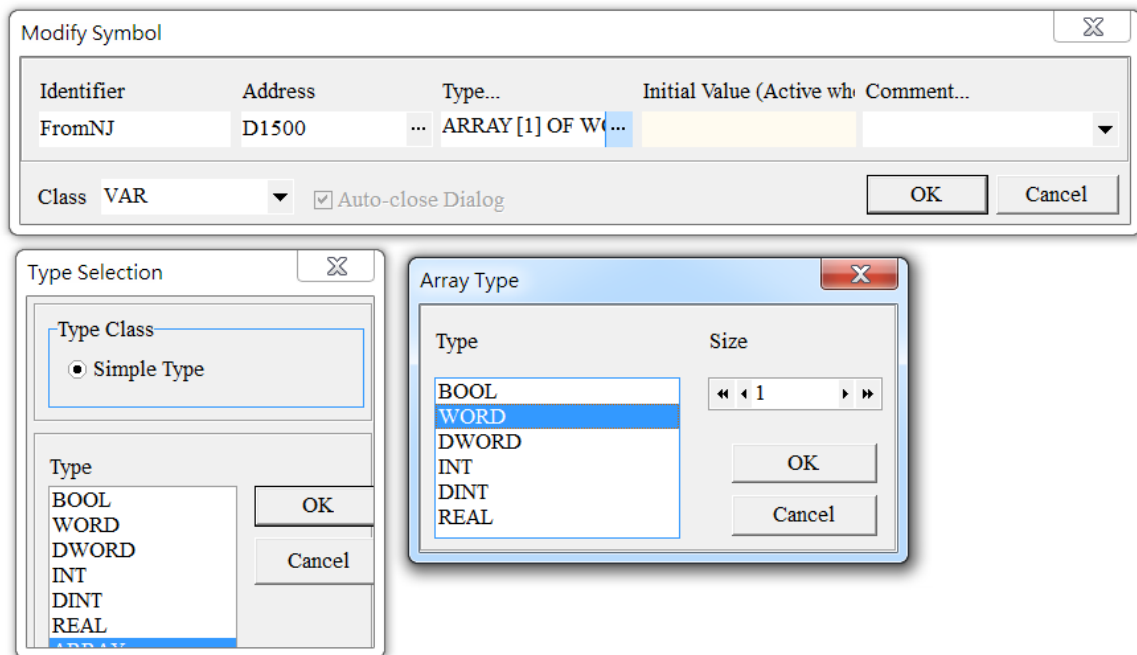 Modify Symbol
Identifier Address Type... Initial Value (Active wh Comment...
FromNJ D1500 ... ARRAY [1] OF W ...
Class VAR Auto-close Dialog OK Cancel
Type Selection
Type Class
Simple Type
Type
BOOL
WORD
DWORD
INT
DINT
REAL
ARRAY
OK
Cancel
Array Type
Type Size
BOOL
WORD
DWORD
INT
DINT
REAL
1
OK
Cancel